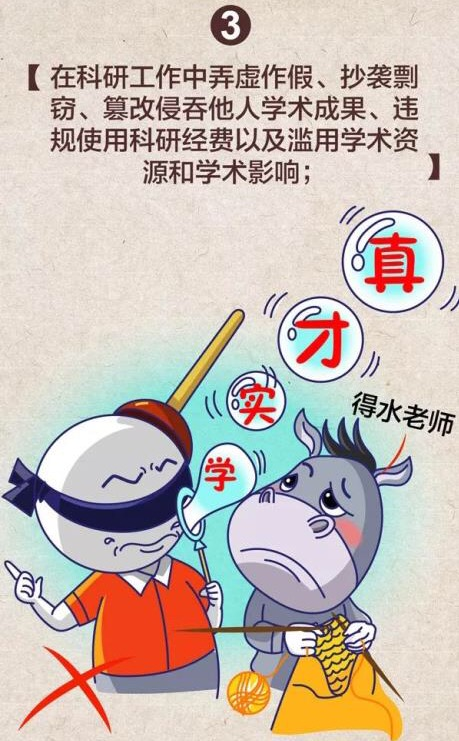 3
【 在科研工作中弄虚作假、抄袭剽
窃、篡改侵吞他人学术成果、违
规使用科研经费以及滥用学术资
源和学术影响； 】
真
才
实
学
得水老师